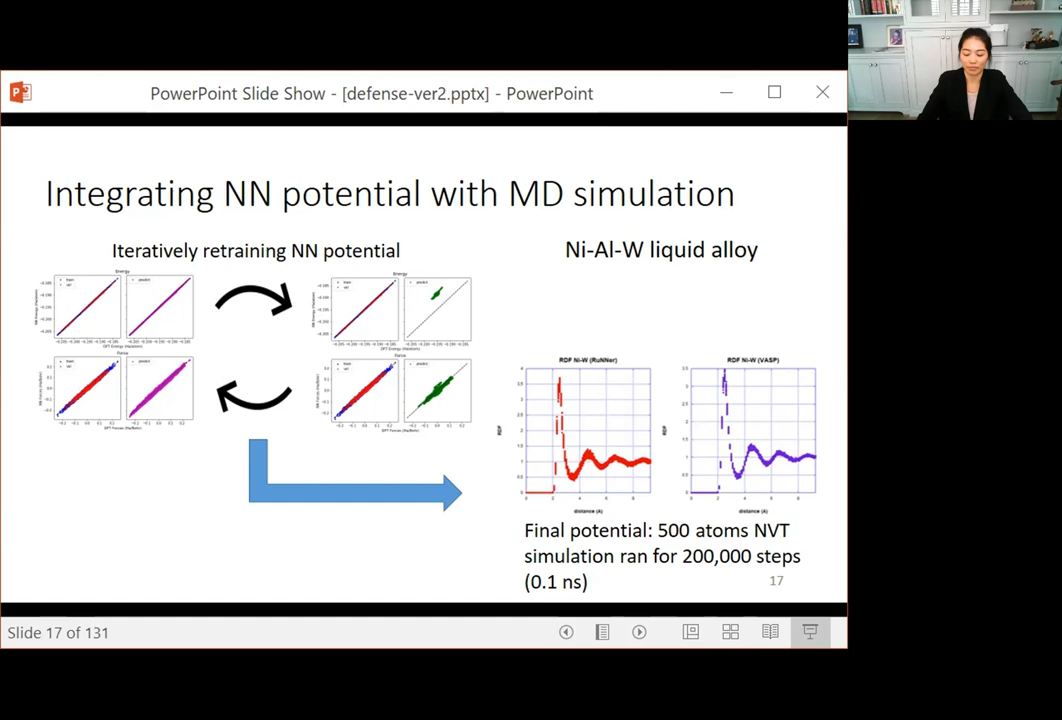 PowerPoint Slide Show - [defense-ver2.pptx] - PowerPoint
Integrating NN potential with MD simulation
Iteratively retraining NN potential
Ni-Al-W liquid alloy
Energy
Energy
Force
Force
RDF Ni-W (RuNNer)
RDF Ni-W (VASP)
distance (A)
distance (A)
Final potential: 500 atoms NVT
simulation ran for 200,000 steps
(0.1 ns)
17
Slide 17 of 131